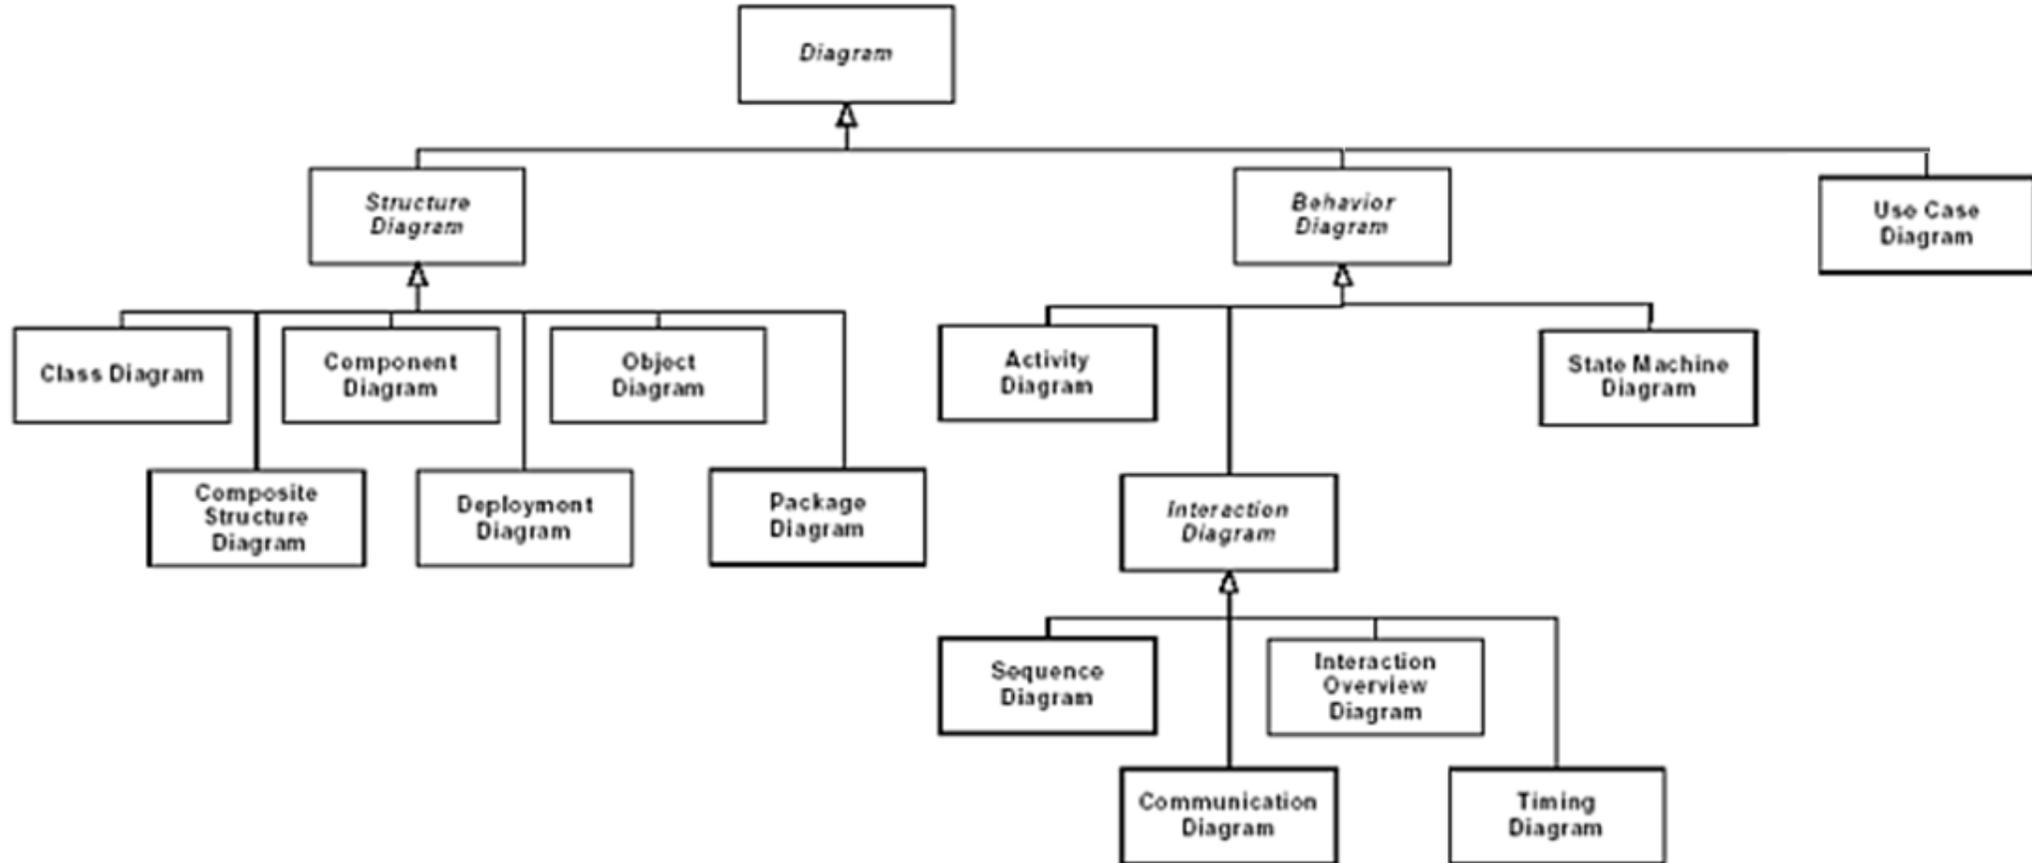 Diagram
Structure
Diagram
Behavior
Diagram
Use Case
Diagram
Class Diagram
Component
Diagram
Object
Diagram
Activity
Diagram
State Machine
Diagram
Composite
Structure
Diagram
Deployment
Diagram
Package
Diagram
Interaction
Diagram
Sequence
Diagram
Interaction
Overview
Diagram
Communication
Diagram
Timing
Diagram